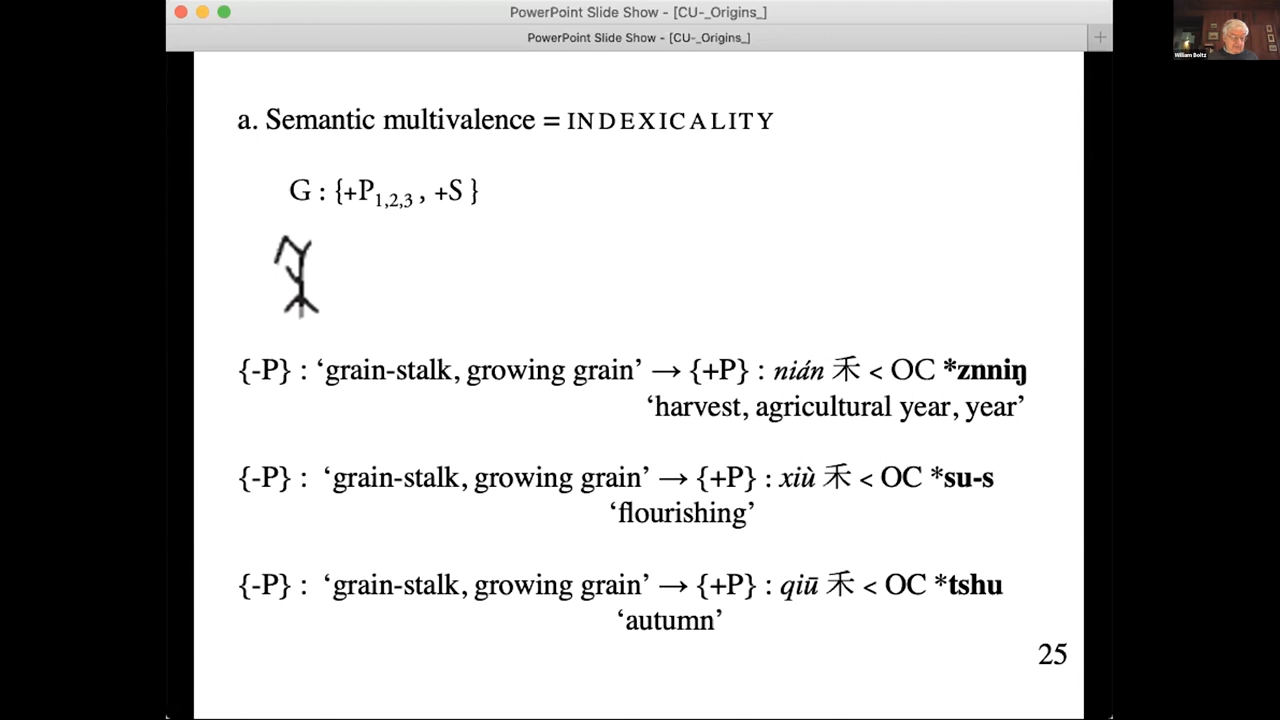 PowerPoint Slide Show - [CU-_Origins_]
PowerPoint Slide Show - [CU-_Origins_]
William Boltz
a. Semantic multivalence = INDEXICALITY
G : {+P1,2,3 , +S }
{-P} : ‘grain-stalk, growing grain’ → {+P} : nián 禾 < OC *znniŋ
‘harvest, agricultural year, year’
{-P} : ‘grain-stalk, growing grain’ → {+P} : xiù 禾 < OC *su-s
‘flourishing’
{-P} : ‘grain-stalk, growing grain’ → {+P} : qiū 禾 < OC *tshu
‘autumn’
25